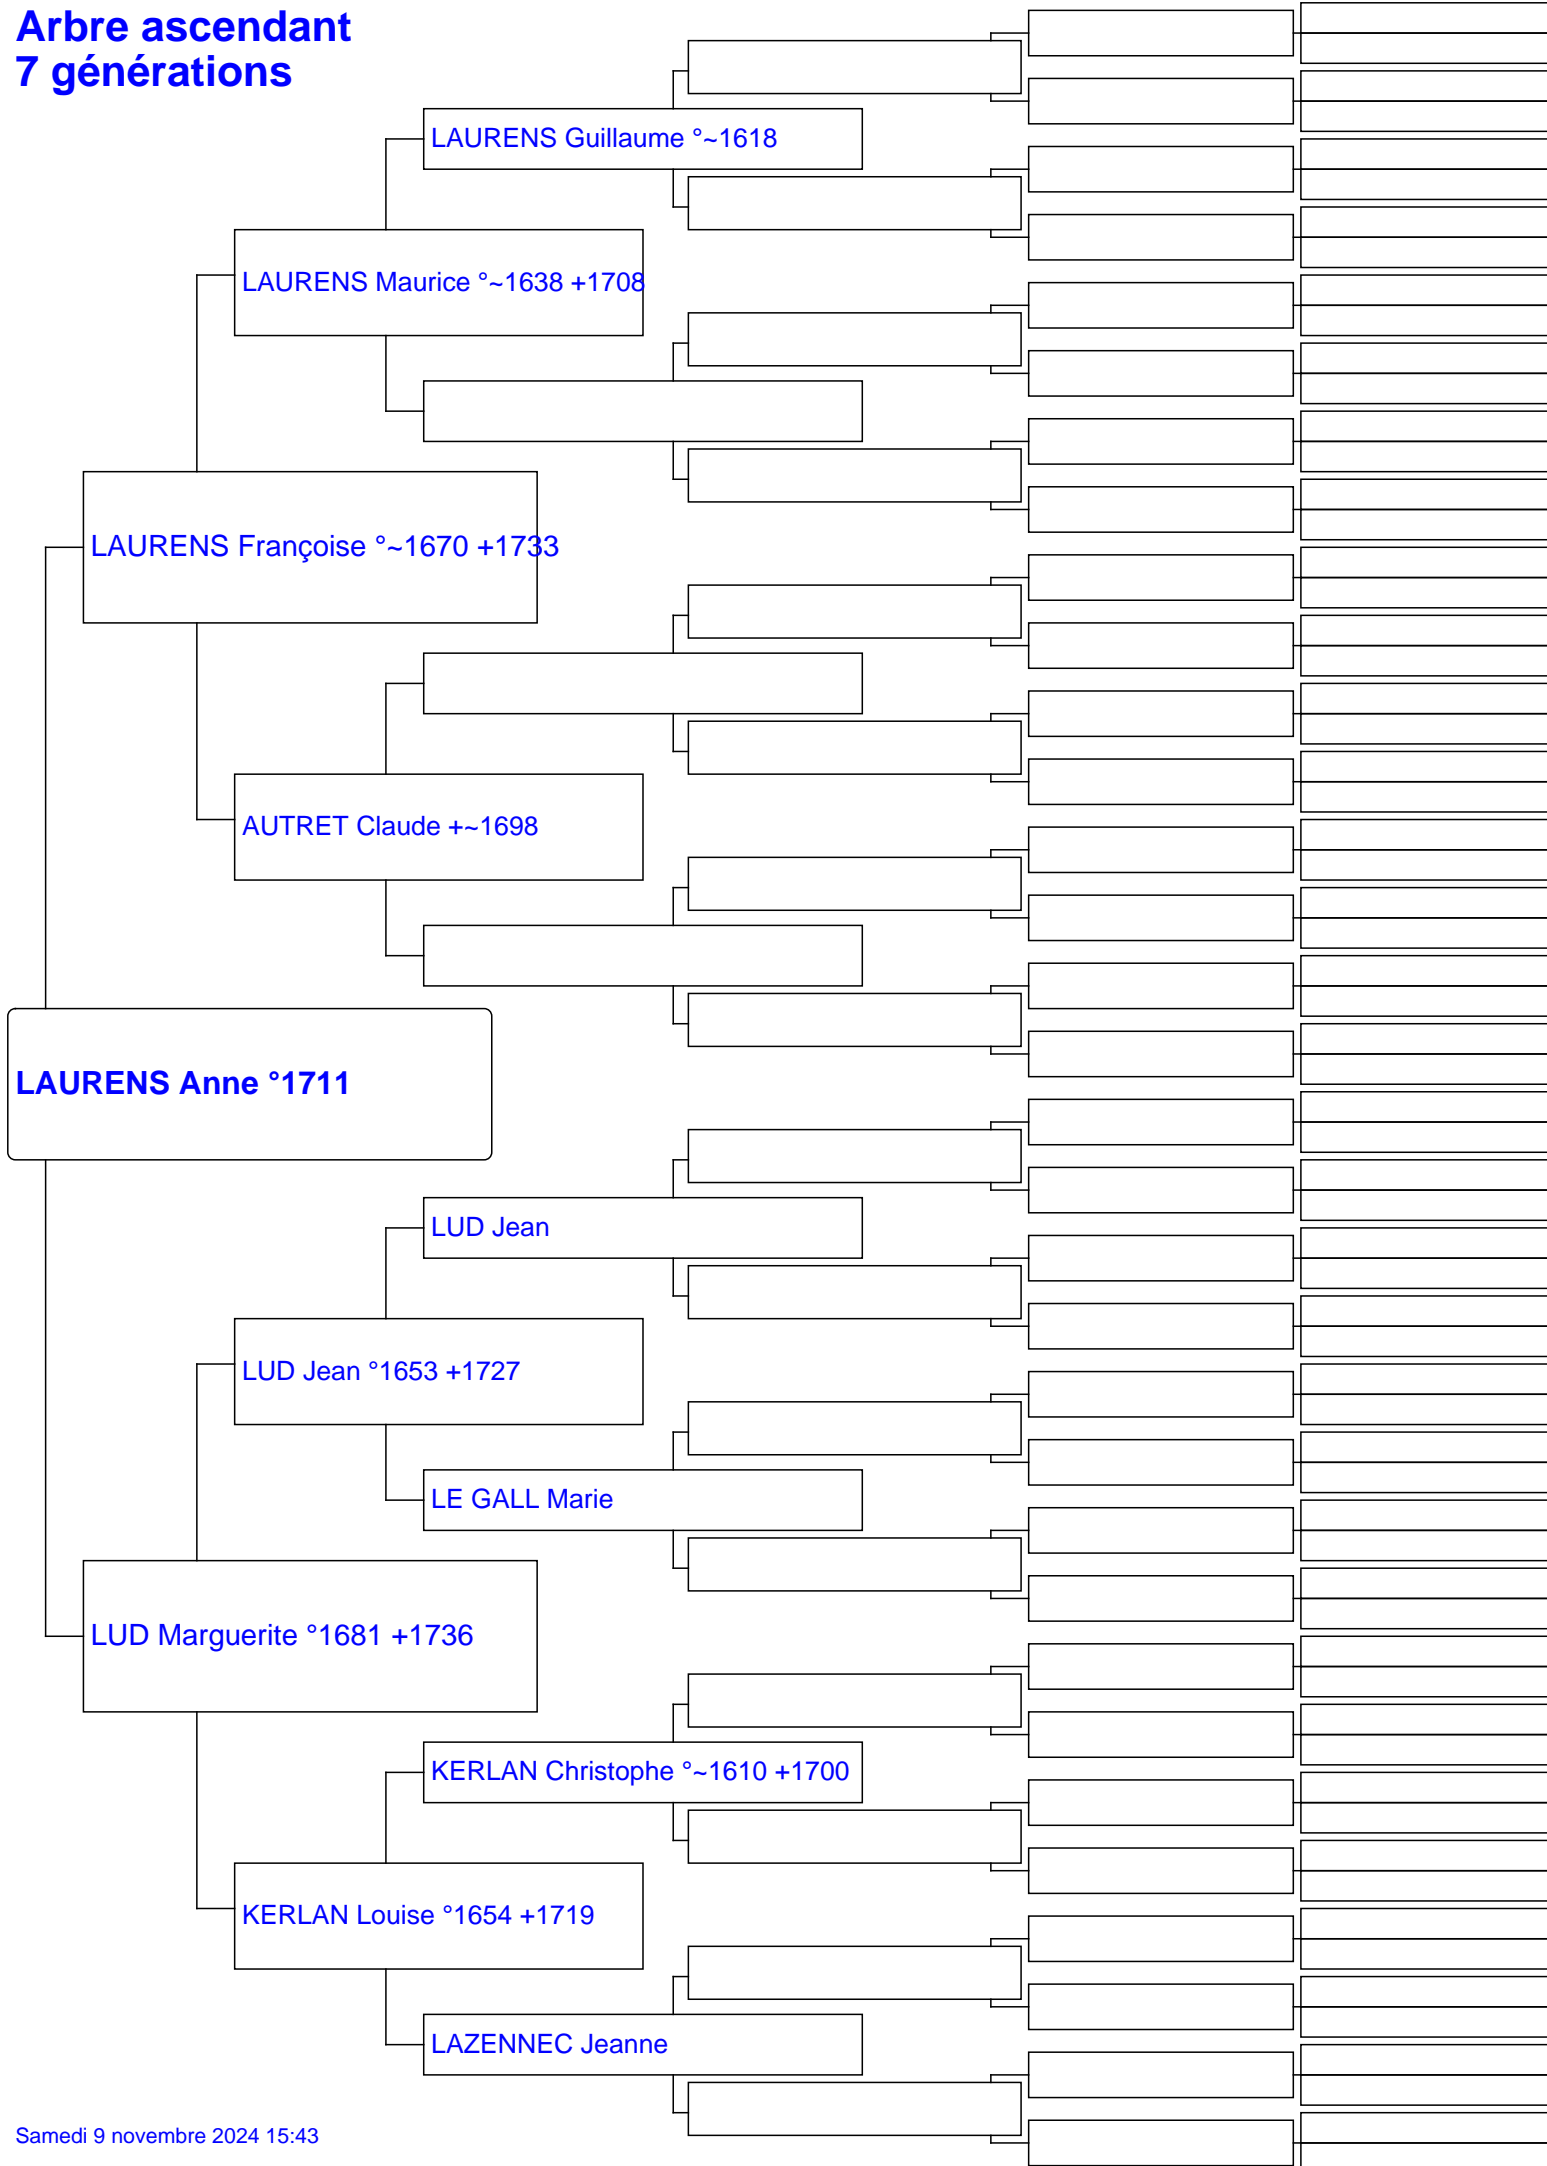 Arbre ascendant
7 générations
LAURENS Guillaume °~1618
LAURENS Maurice °~1638 +1708
LAURENS Françoise °~1670 +1733
AUTRET Claude +~1698
LAURENS Anne °1711
LUD Jean
LUD Jean °1653 +1727
LE GALL Marie
LUD Marguerite °1681 +1736
KERLAN Christophe °~1610 +1700
KERLAN Louise °1654 +1719
LAZENNEC Jeanne
Samedi 9 novembre 2024 15:43